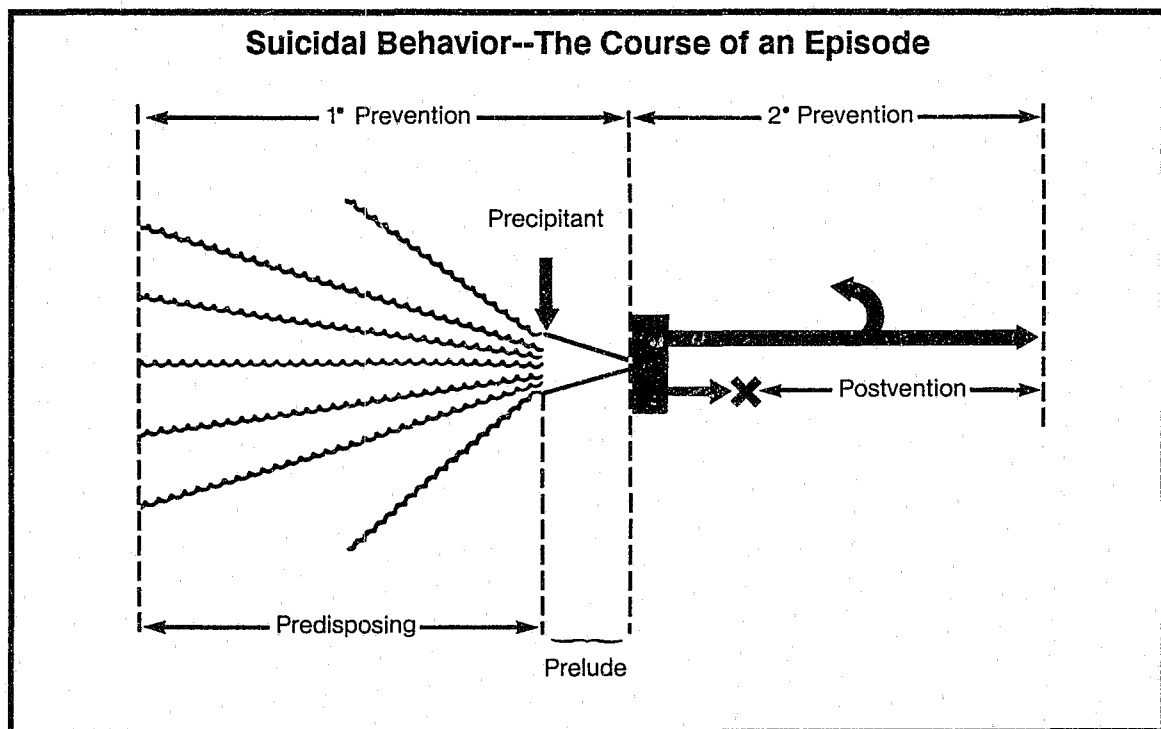 Suicidal Behavior--The Course of an Episode
1° Prevention
2° Prevention
Precipitant
Postvention
Predisposing
Prelude